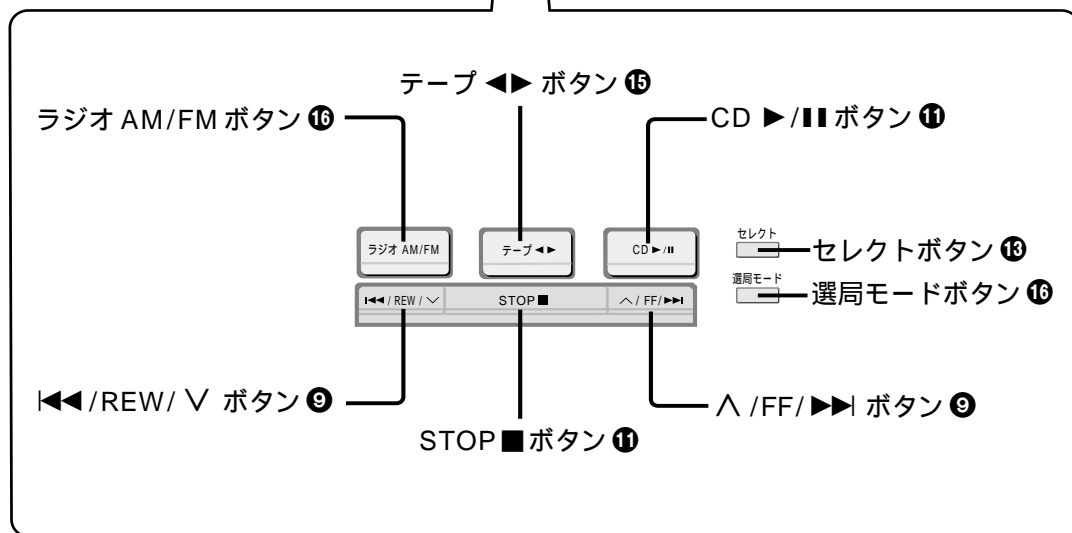 テープ ◀▶ ボタン ⓯
ラジオ AM/FM ボタン ⓰
CD ▶/❚❚ ボタン ⓫
ラジオ AM/FM
テープ◀▶
CD ▶/❚❚
セレクト
セレクトボタン ⓭
選局モード
選局モードボタン ⓰
|◀◀ / REW / ∨
STOP ■
∧ / FF/ ▶▶|
|◀◀ /REW/ ∨ ボタン ❾
∧ /FF/ ▶▶| ボタン ❾
STOP ■ ボタン ⓫